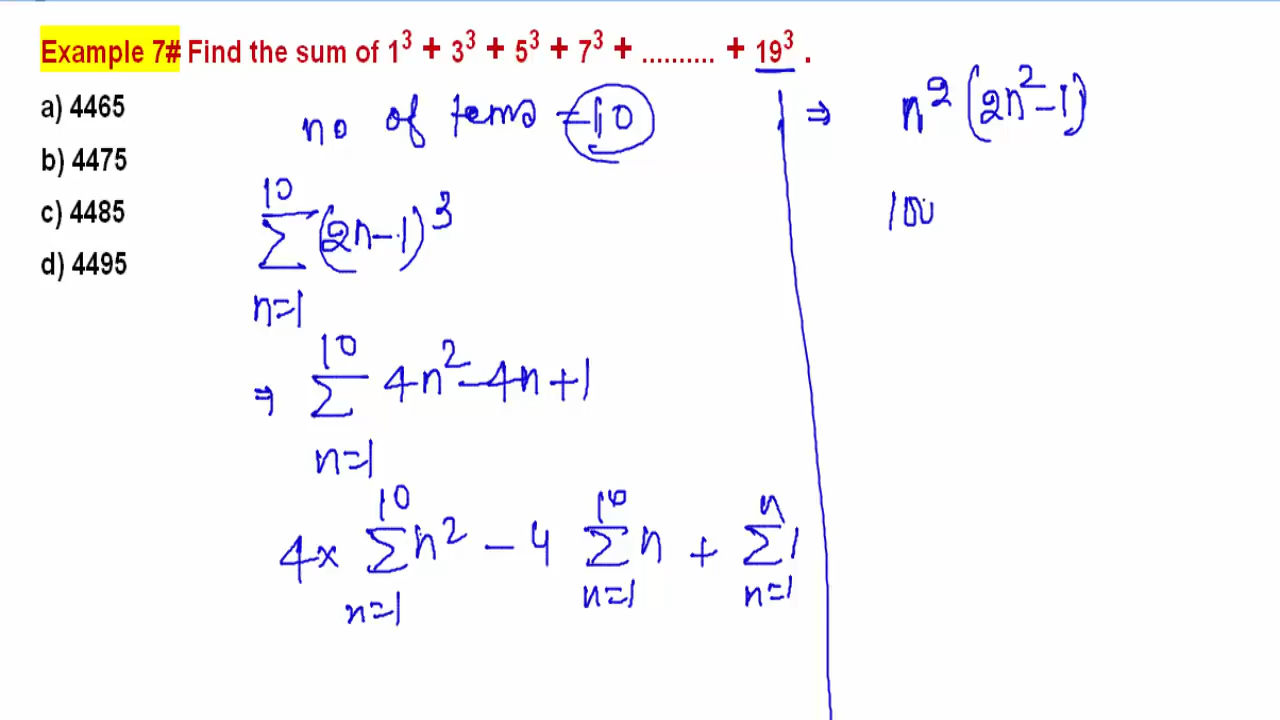 Example 7# Find the sum of 1³ + 3³ + 5³ + 7³ + .......... + 19³ .
a) 4465
b) 4475
c) 4485
d) 4495
no of tems = 10
10
∑ (2n-1)³
n=1
⇒ 10
∑ 4n² - 4n + 1
n=1
10 10 n
4× ∑ n² - 4 ∑ n + ∑ 1
n=1 n=1 n=1
⇒ n² (2n²-1)
100